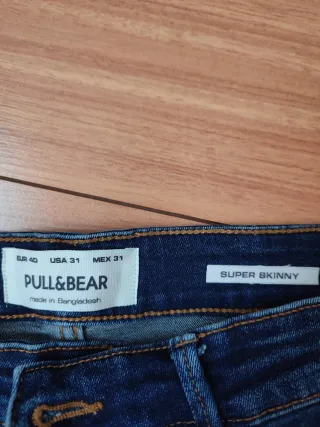 EUR 40 USA 31 MEX 31
PULL&BEAR
made in Bangladesh
SUPER SKINNY